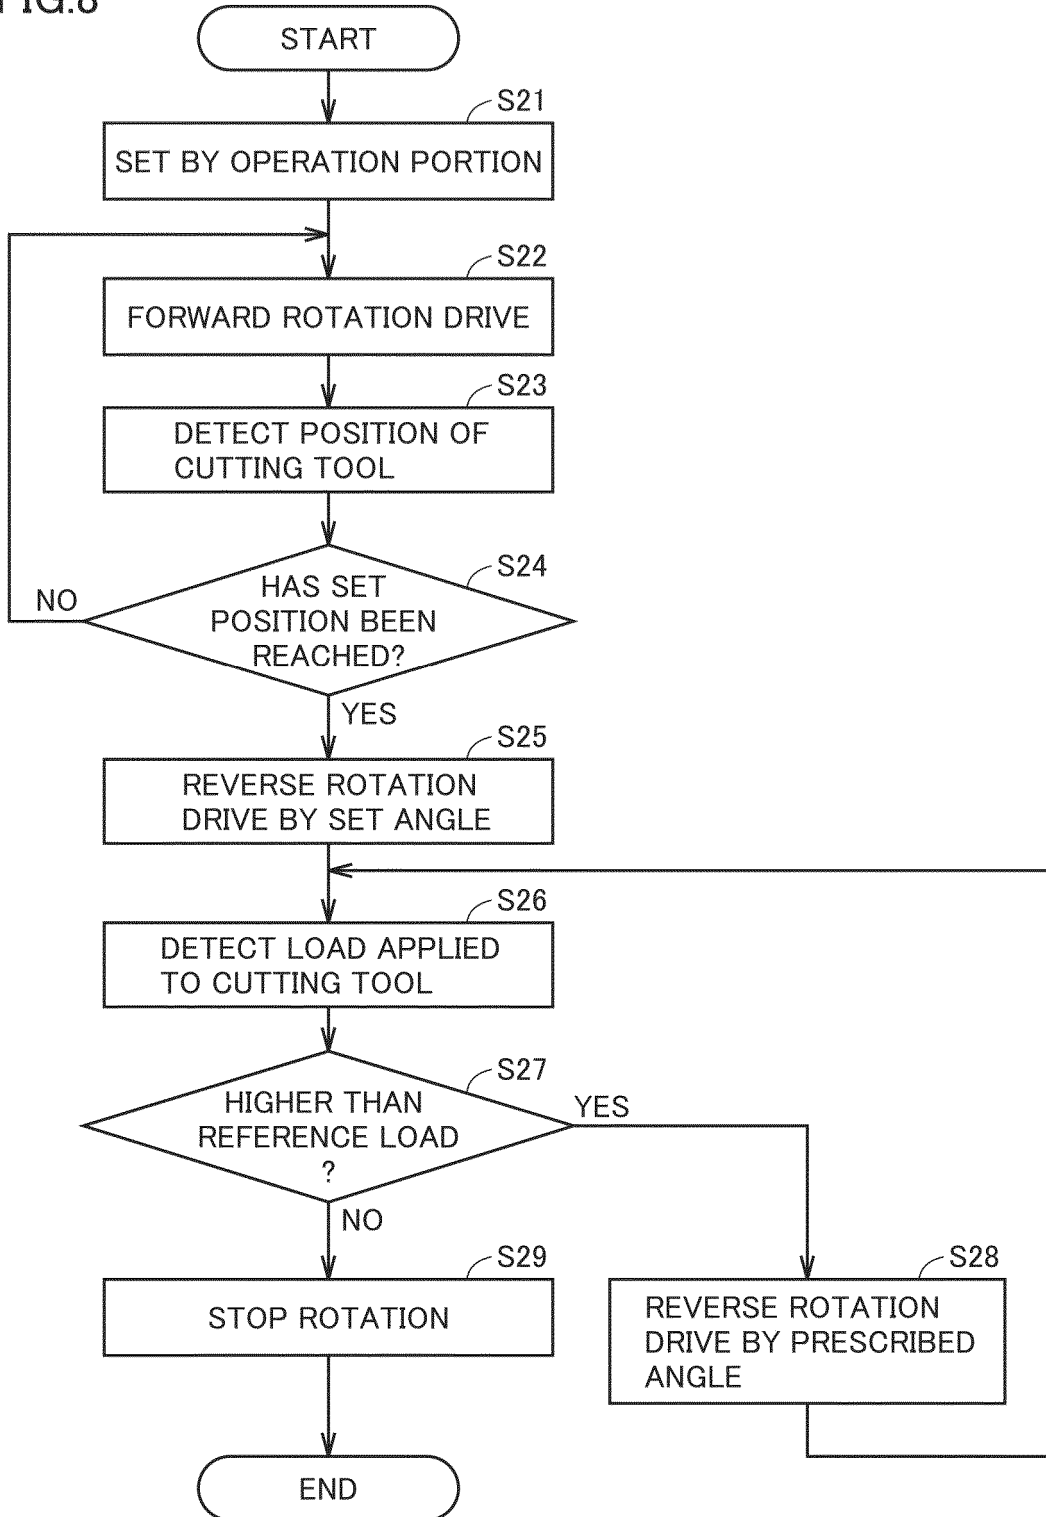 FIG.8
START
S21
SET BY OPERATION PORTION
S22
FORWARD ROTATION DRIVE
S23
DETECT POSITION OF
CUTTING TOOL
S24
HAS SET
POSITION BEEN
REACHED?
NO
YES
S25
REVERSE ROTATION
DRIVE BY SET ANGLE
S26
DETECT LOAD APPLIED
TO CUTTING TOOL
S27
HIGHER THAN
REFERENCE LOAD
?
YES
NO
S29
STOP ROTATION
S28
REVERSE ROTATION
DRIVE BY PRESCRIBED
ANGLE
END